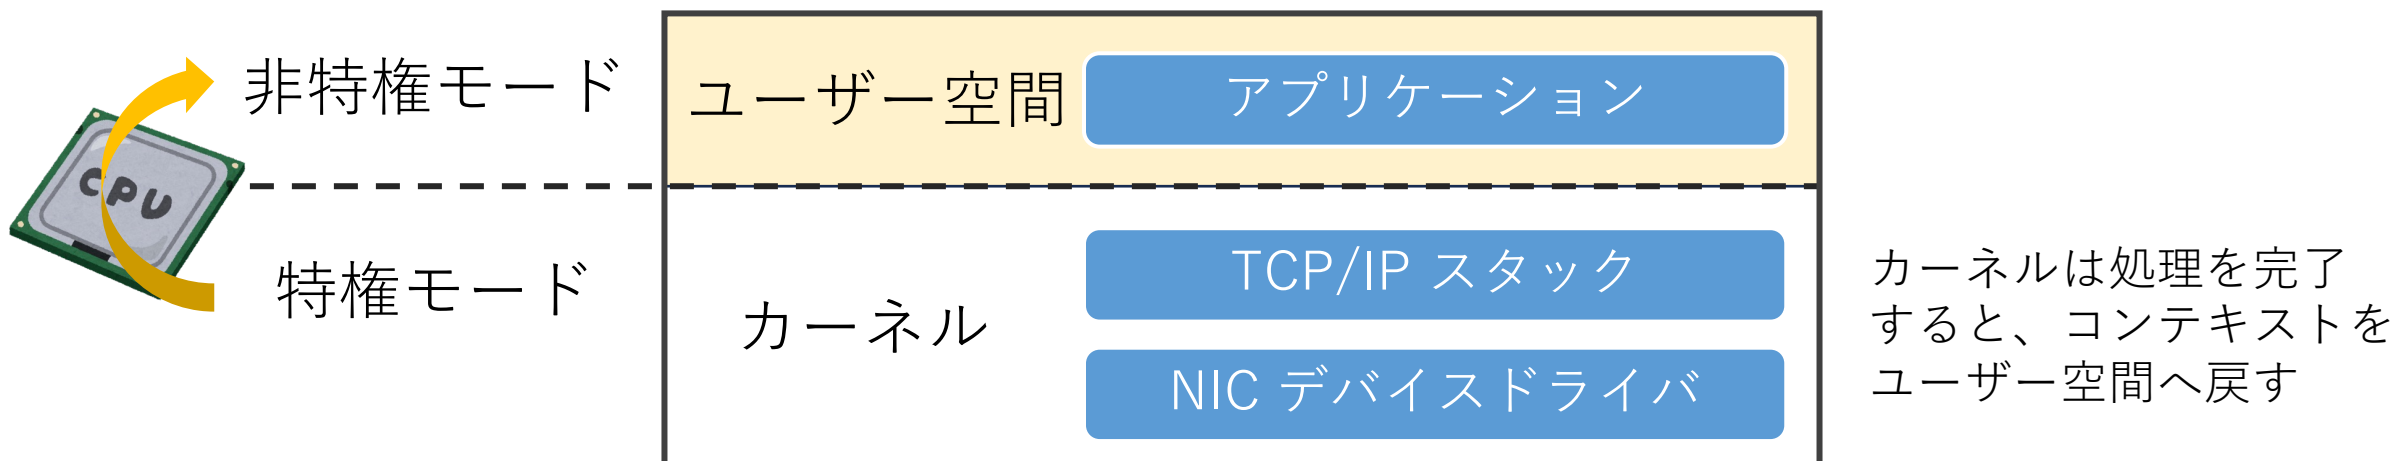 非特権モード
ユーザー空間
アプリケーション
CPU
特権モード
カーネル
TCP/IP スタック
NIC デバイスドライバ
カーネルは処理を完了
すると、コンテキストを
ユーザー空間へ戻す